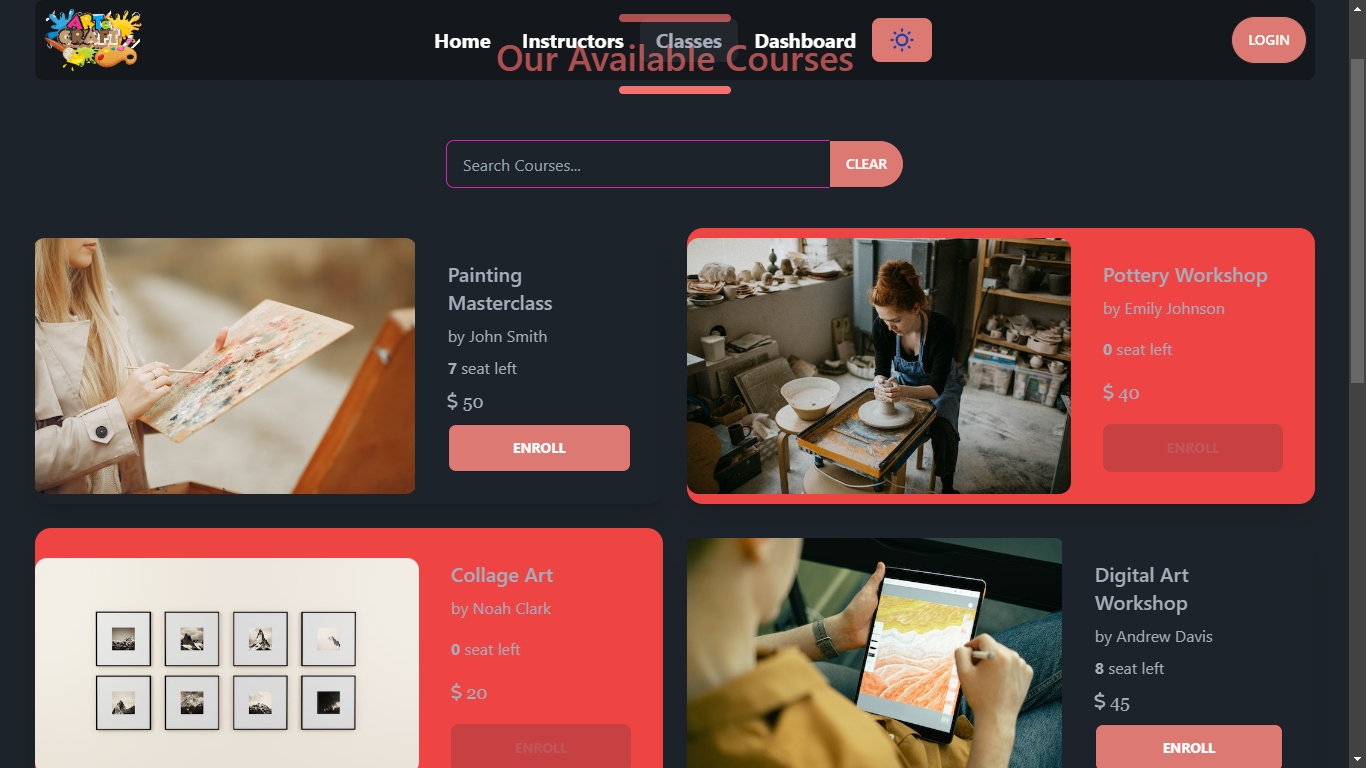 ART &
CRAFT
Home
Instructors
Classes
Dashboard
LOGIN
Our Available Courses
Search Courses...
CLEAR
Painting
Masterclass
by John Smith
7 seat left
$ 50
ENROLL
Pottery Workshop
by Emily Johnson
0 seat left
$ 40
ENROLL
Collage Art
by Noah Clark
0 seat left
$ 20
ENROLL
Digital Art
Workshop
by Andrew Davis
8 seat left
$ 45
ENROLL